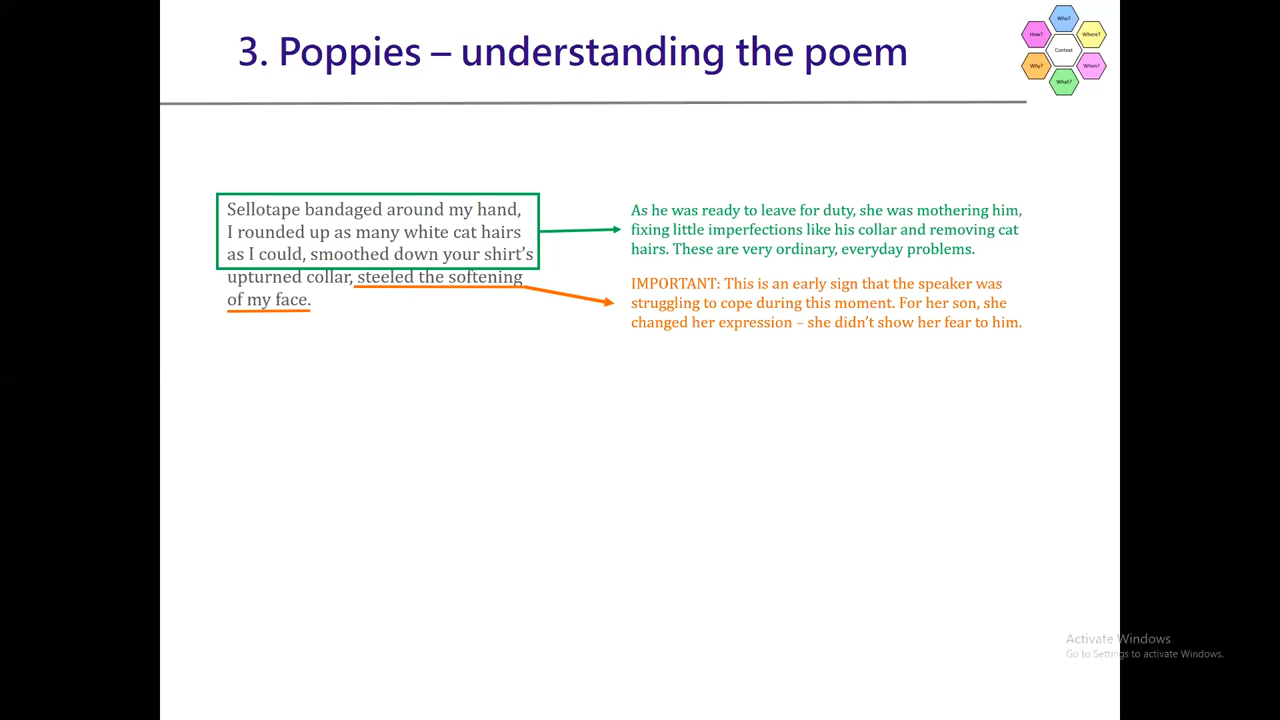 3. Poppies – understanding the poem
Who?
How?
Where?
Context
Why?
When?
What?
Sellotape bandaged around my hand,
I rounded up as many white cat hairs
as I could, smoothed down your shirt's
upturned collar, steeled the softening
of my face.
As he was ready to leave for duty, she was mothering him,
fixing little imperfections like his collar and removing cat
hairs. These are very ordinary, everyday problems.
IMPORTANT: This is an early sign that the speaker was
struggling to cope during this moment. For her son, she
changed her expression – she didn't show her fear to him.
Activate Windows
Go to Settings to activate Windows.